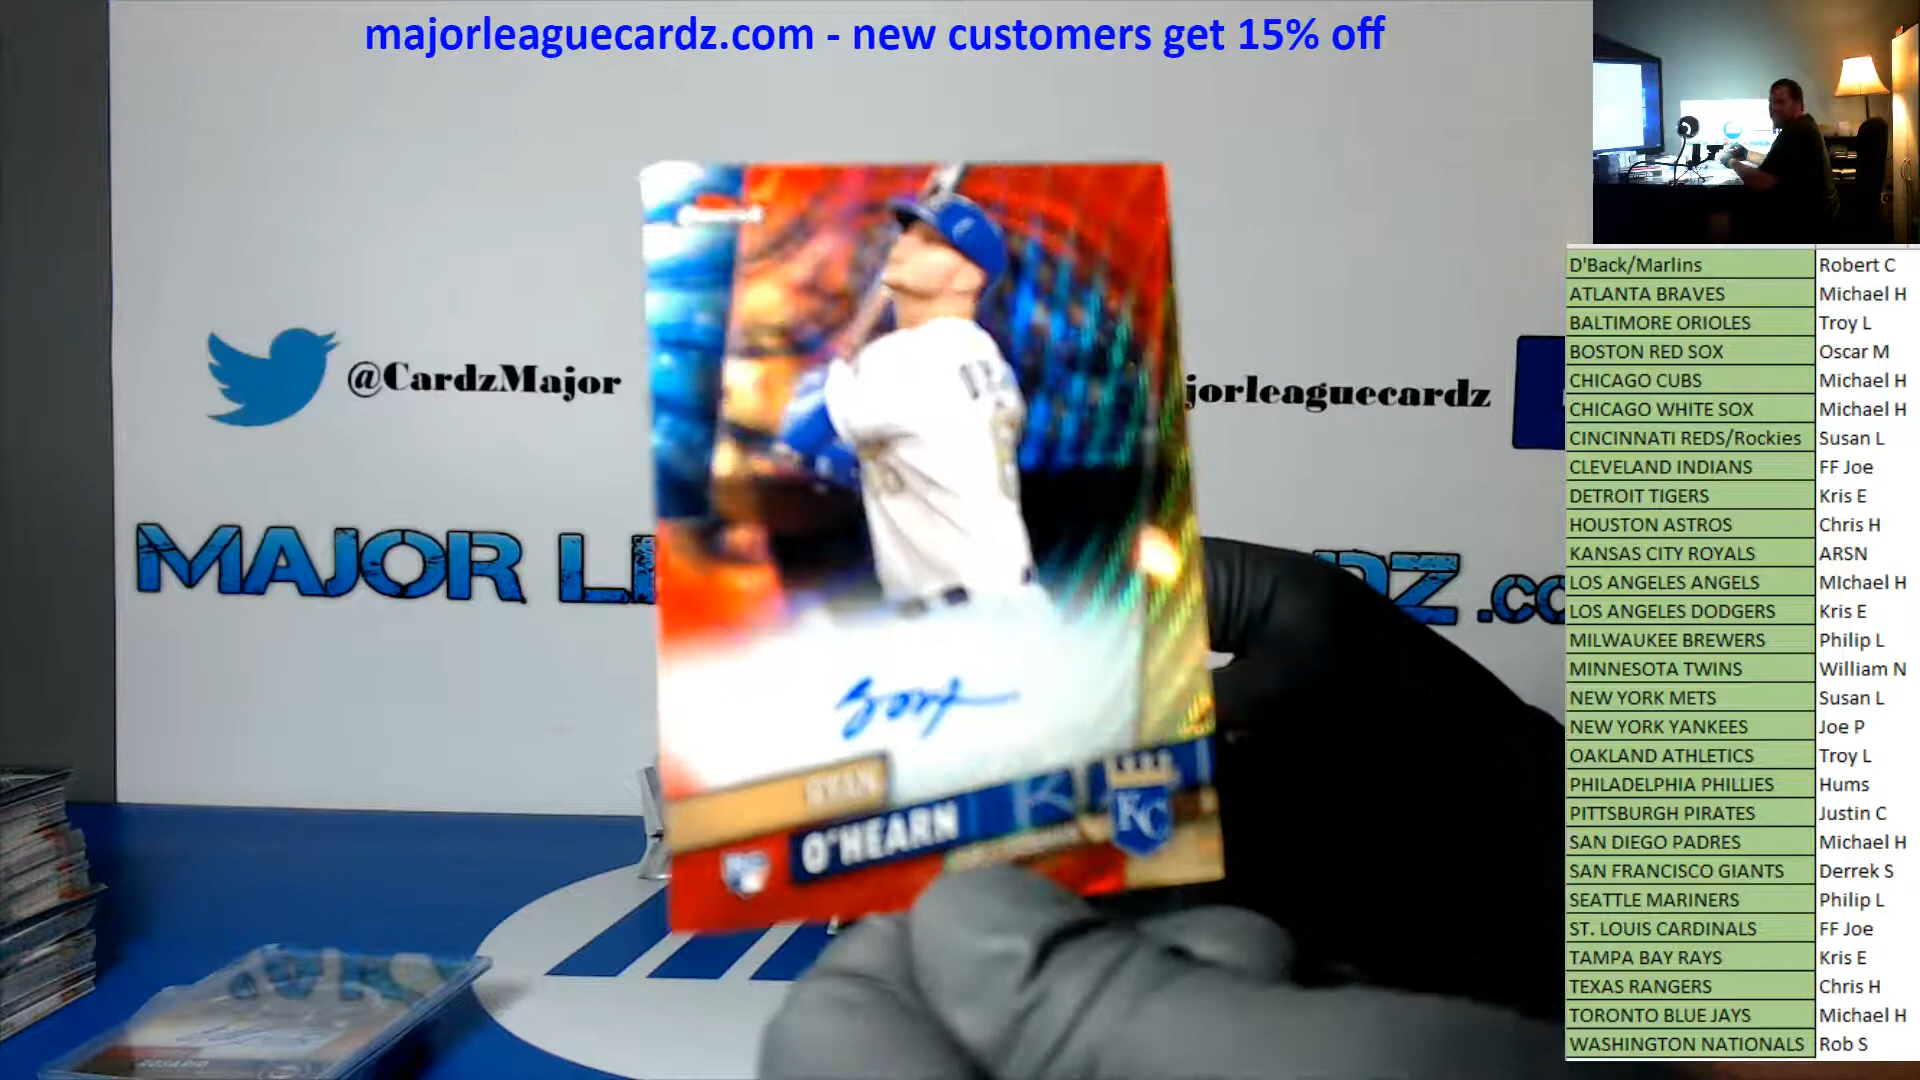 majorleaguecardz.com - new customers get 15% off
@CardzMajor
jorleaguecardz
MAJOR L
DZ .co
RYAN
O'HEARN
KC
D'Back/Marlins Robert C
ATLANTA BRAVES Michael H
BALTIMORE ORIOLES Troy L
BOSTON RED SOX Oscar M
CHICAGO CUBS Michael H
CHICAGO WHITE SOX Michael H
CINCINNATI REDS/Rockies Susan L
CLEVELAND INDIANS FF Joe
DETROIT TIGERS Kris E
HOUSTON ASTROS Chris H
KANSAS CITY ROYALS ARSN
LOS ANGELES ANGELS MIchael H
LOS ANGELES DODGERS Kris E
MILWAUKEE BREWERS Philip L
MINNESOTA TWINS William N
NEW YORK METS Susan L
NEW YORK YANKEES Joe P
OAKLAND ATHLETICS Troy L
PHILADELPHIA PHILLIES Hums
PITTSBURGH PIRATES Justin C
SAN DIEGO PADRES Michael H
SAN FRANCISCO GIANTS Derrek S
SEATTLE MARINERS Philip L
ST. LOUIS CARDINALS FF Joe
TAMPA BAY RAYS Kris E
TEXAS RANGERS Chris H
TORONTO BLUE JAYS Michael H
WASHINGTON NATIONALS Rob S